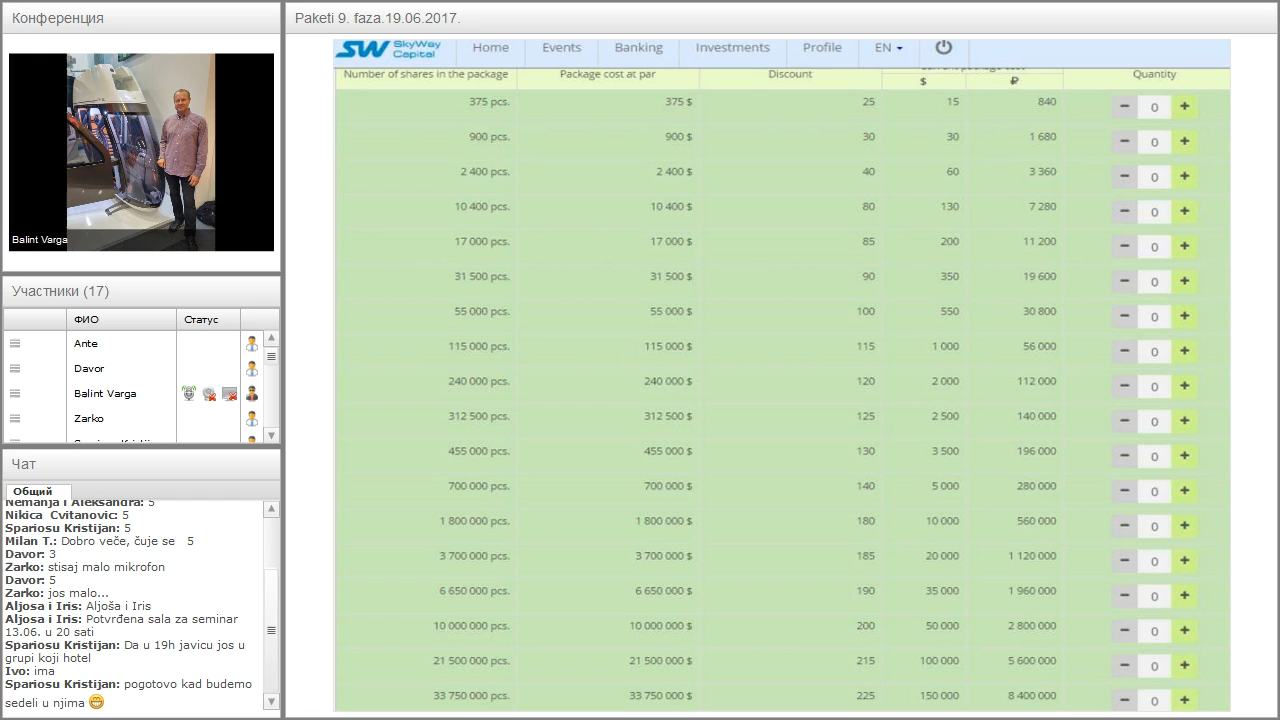 Конференция
Balint Varga
Участники (17)
ФИО Статус
Ante
Davor
Balint Varga
Zarko
Чат
Общий
Nemanja i Aleksandra: 5
Nikica Cvitanovic: 5
Spariosu Kristijan: 5
Milan T.: Dobro veče, čuje se 5
Davor: 3
Zarko: stisaj malo mikrofon
Davor: 5
Zarko: jos malo...
Aljosa i Iris: Aljoša i Iris
Aljosa i Iris: Potvrđena sala za seminar
13.06. u 20 sati
Spariosu Kristijan: Da u 19h javicu jos u
grupi koji hotel
Ivo: ima
Spariosu Kristijan: pogotovo kad budemo
sedeli u njima
Paketi 9. faza.19.06.2017.
SW SkyWay Capital Home Events Banking Investments Profile EN
Number of shares in the package Package cost at par Discount $ ₽ Quantity
375 pcs. 375 $ 25 15 840 − 0 +
900 pcs. 900 $ 30 30 1 680 − 0 +
2 400 pcs. 2 400 $ 40 60 3 360 − 0 +
10 400 pcs. 10 400 $ 80 130 7 280 − 0 +
17 000 pcs. 17 000 $ 85 200 11 200 − 0 +
31 500 pcs. 31 500 $ 90 350 19 600 − 0 +
55 000 pcs. 55 000 $ 100 550 30 800 − 0 +
115 000 pcs. 115 000 $ 115 1 000 56 000 − 0 +
240 000 pcs. 240 000 $ 120 2 000 112 000 − 0 +
312 500 pcs. 312 500 $ 125 2 500 140 000 − 0 +
455 000 pcs. 455 000 $ 130 3 500 196 000 − 0 +
700 000 pcs. 700 000 $ 140 5 000 280 000 − 0 +
1 800 000 pcs. 1 800 000 $ 180 10 000 560 000 − 0 +
3 700 000 pcs. 3 700 000 $ 185 20 000 1 120 000 − 0 +
6 650 000 pcs. 6 650 000 $ 190 35 000 1 960 000 − 0 +
10 000 000 pcs. 10 000 000 $ 200 50 000 2 800 000 − 0 +
21 500 000 pcs. 21 500 000 $ 215 100 000 5 600 000 − 0 +
33 750 000 pcs. 33 750 000 $ 225 150 000 8 400 000 − 0 +